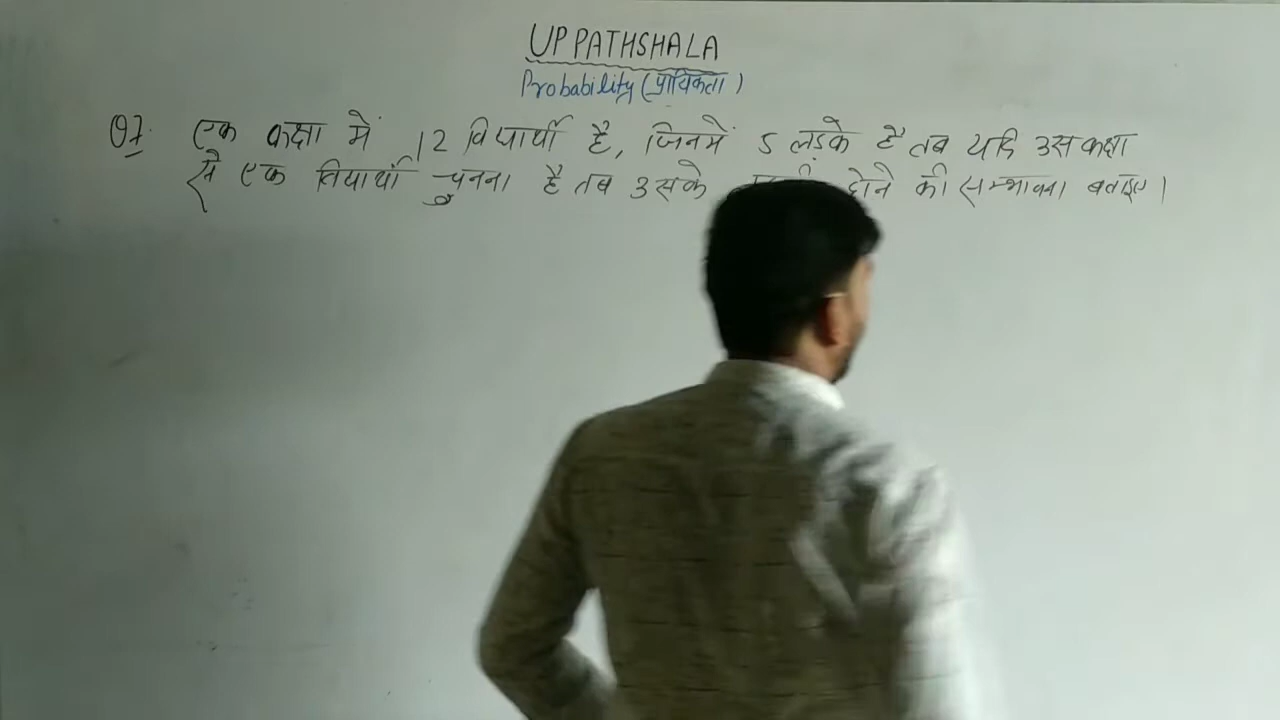 UP PATHSHALA
Probability (प्रायिकता)
Q7. एक कक्षा में 12 विद्यार्थी है, जिनमें 5 लड़के है तब यदि उस कक्षा
से एक विद्यार्थी चुनना है तब उसके होने की सम्भावना बताइए।